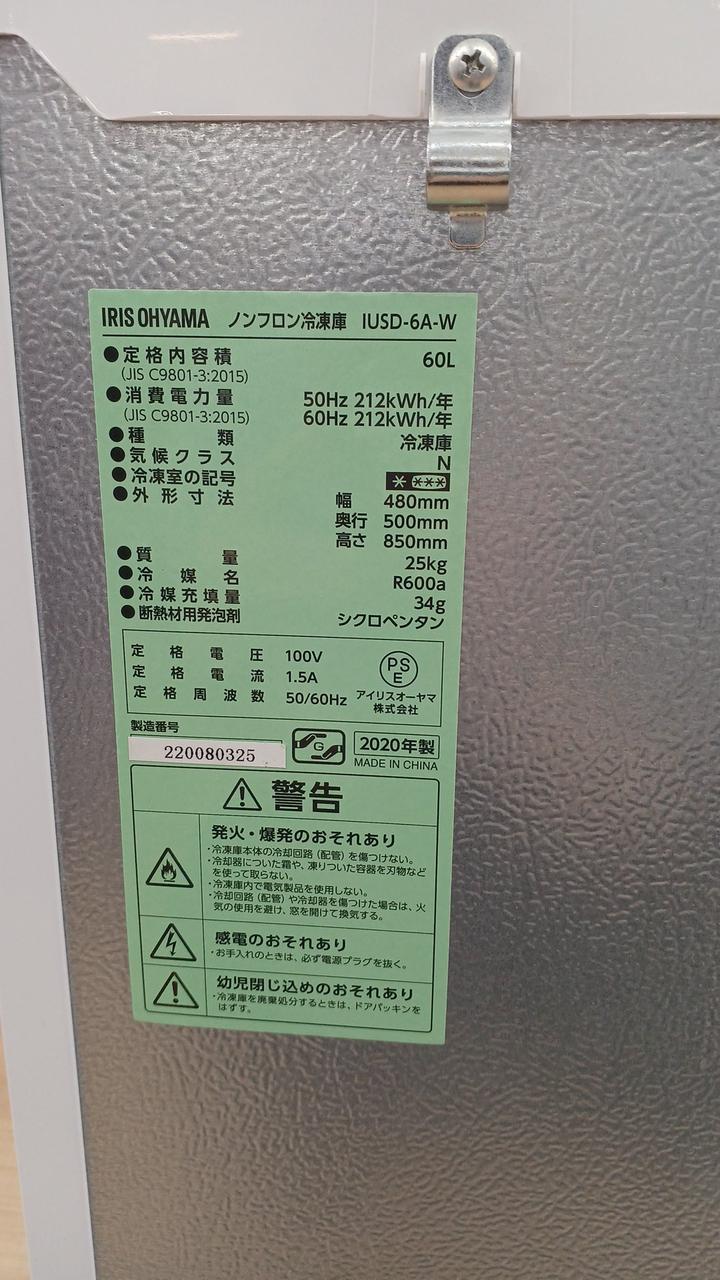 IRIS OHYAMA ノンフロン冷凍庫 IUSD-6A-W
●定格内容積 60L
(JIS C9801-3:2015)
●消費電力量 50Hz 212kWh/年
(JIS C9801-3:2015) 60Hz 212kWh/年
●種類 冷凍庫
●気候クラス N
●冷凍室の記号 * ***
●外形寸法 幅 480mm
奥行 500mm
高さ 850mm
●質量 25kg
●冷媒名 R600a
●冷媒充填量 34g
●断熱材用発泡剤 シクロペンタン
定格電圧 100V
定格電流 1.5A
定格周波数 50/60Hz
PS
E
アイリスオーヤマ
株式会社
製造番号
220080325
G
2020年製
MADE IN CHINA
警告
発火・爆発のおそれあり
・冷凍庫本体の冷却回路(配管)を傷つけない。
・冷却器についた霜や、凍りついた容器を刃物など
を使って取らない。
・冷凍庫内で電気製品を使用しない。
・冷却回路(配管)や冷却器を傷つけた場合は、火
気の使用を避け、窓を開けて換気する。
感電のおそれあり
・お手入れのときは、必ず電源プラグを抜く。
幼児閉じ込めのおそれあり
・冷凍庫を廃棄処分するときは、ドアパッキンを
はずす。